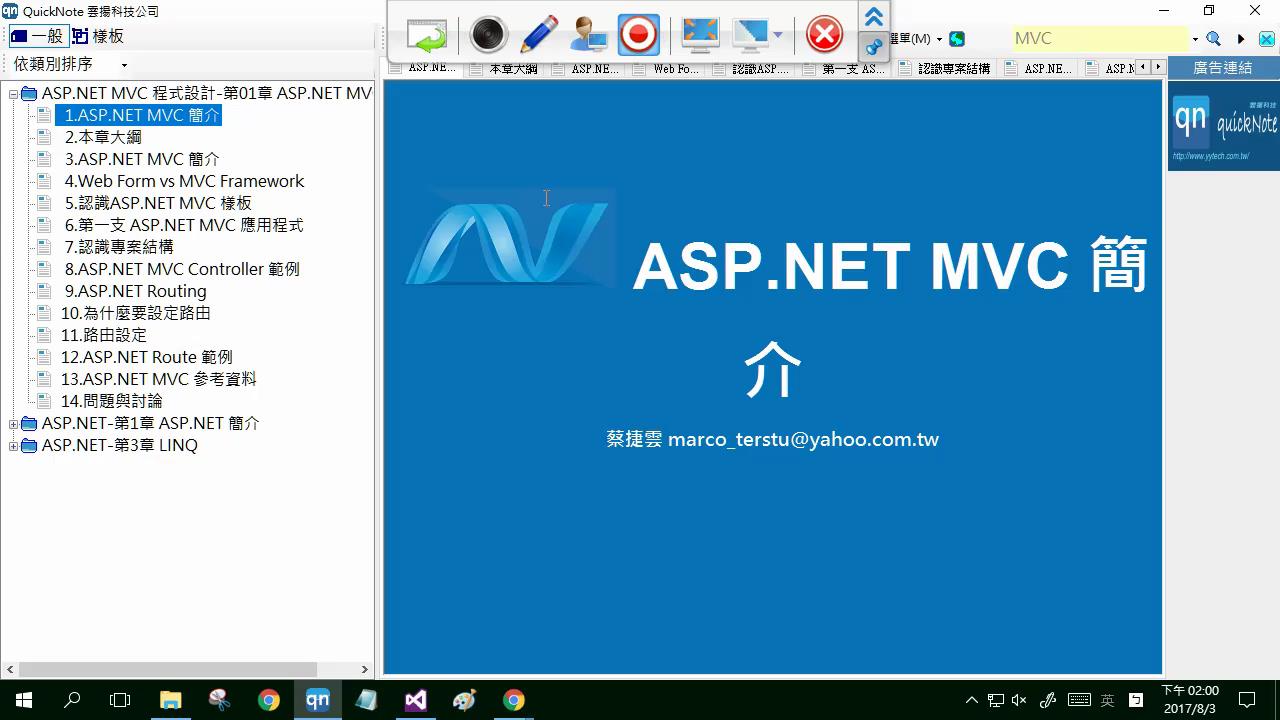 QuickNote 雲揚科技公司
一般 樣板
選單(M)
MVC
依類別排序
ASP.NE...
本章大綱
ASP.NE...
Web Fo...
認識ASP....
第一支 AS...
認識專案結構
ASP.NE...
ASP.N
廣告連結
ASP.NET MVC 程式設計-第01章 ASP.NET MV
1.ASP.NET MVC 簡介
2.本章大綱
3.ASP.NET MVC 簡介
4.Web Form vs MVC Framework
5.認識ASP.NET MVC 樣板
6.第一支 ASP.NET MVC 應用程式
7.認識專案結構
8.ASP.NET MVC Controller 範例
9.ASP.NET Routing
10.為什麼要設定路由
11.路由設定
12.ASP.NET Route 範例
13.ASP.NET MVC 參考資料
14.問題與討論
ASP.NET-第1章 ASP.NET 簡介
ASP.NET-第3章 LINQ
ASP.NET MVC 簡
介
蔡捷雲 marco_terstu@yahoo.com.tw
雲揚科技
qn quickNote
http://www.yytech.com.tw/
qn
英
下午 02:00
2017/8/3